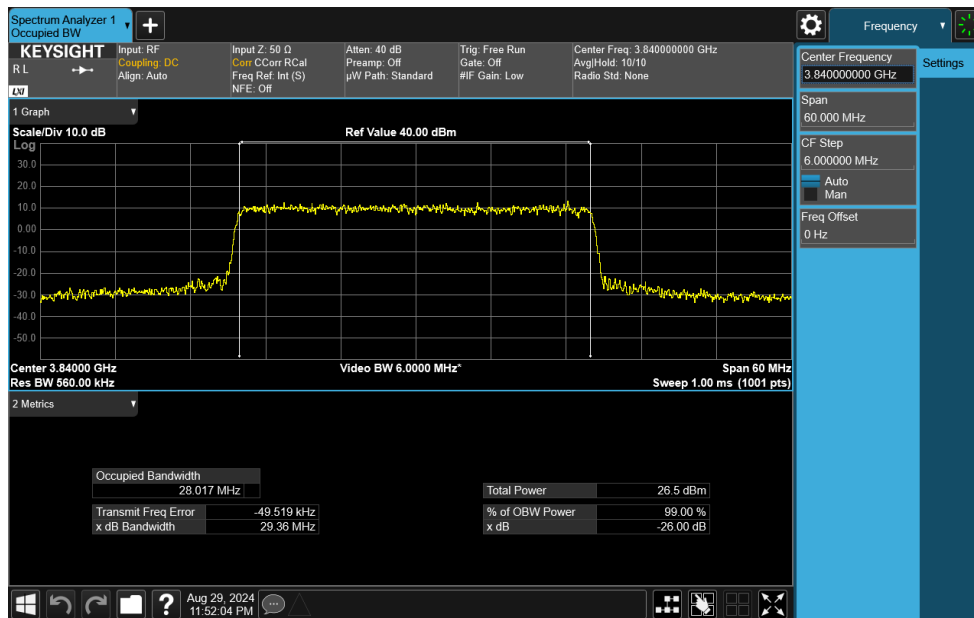 Spectrum Analyzer 1
Occupied BW
Frequency
KEYSIGHT
R L
LXI
Input: RF
Coupling: DC
Align: Auto
Input Z: 50 Ω
Corr CCorr RCal
Freq Ref: Int (S)
NFE: Off
Atten: 40 dB
Preamp: Off
µW Path: Standard
Trig: Free Run
Gate: Off
#IF Gain: Low
Center Freq: 3.840000000 GHz
Avg|Hold: 10/10
Radio Std: None
Center Frequency
3.840000000 GHz
Settings
Span
60.000 MHz
CF Step
6.000000 MHz
Auto
Man
Freq Offset
0 Hz
1 Graph
Scale/Div 10.0 dB
Ref Value 40.00 dBm
Log
30.0
20.0
10.0
0.00
-10.0
-20.0
-30.0
-40.0
-50.0
Center 3.84000 GHz
Video BW 6.0000 MHz*
Span 60 MHz
Res BW 560.00 kHz
Sweep 1.00 ms (1001 pts)
2 Metrics
Occupied Bandwidth
28.017 MHz
Total Power 26.5 dBm
Transmit Freq Error -49.519 kHz
% of OBW Power 99.00 %
x dB Bandwidth 29.36 MHz
x dB -26.00 dB
Aug 29, 2024
11:52:04 PM